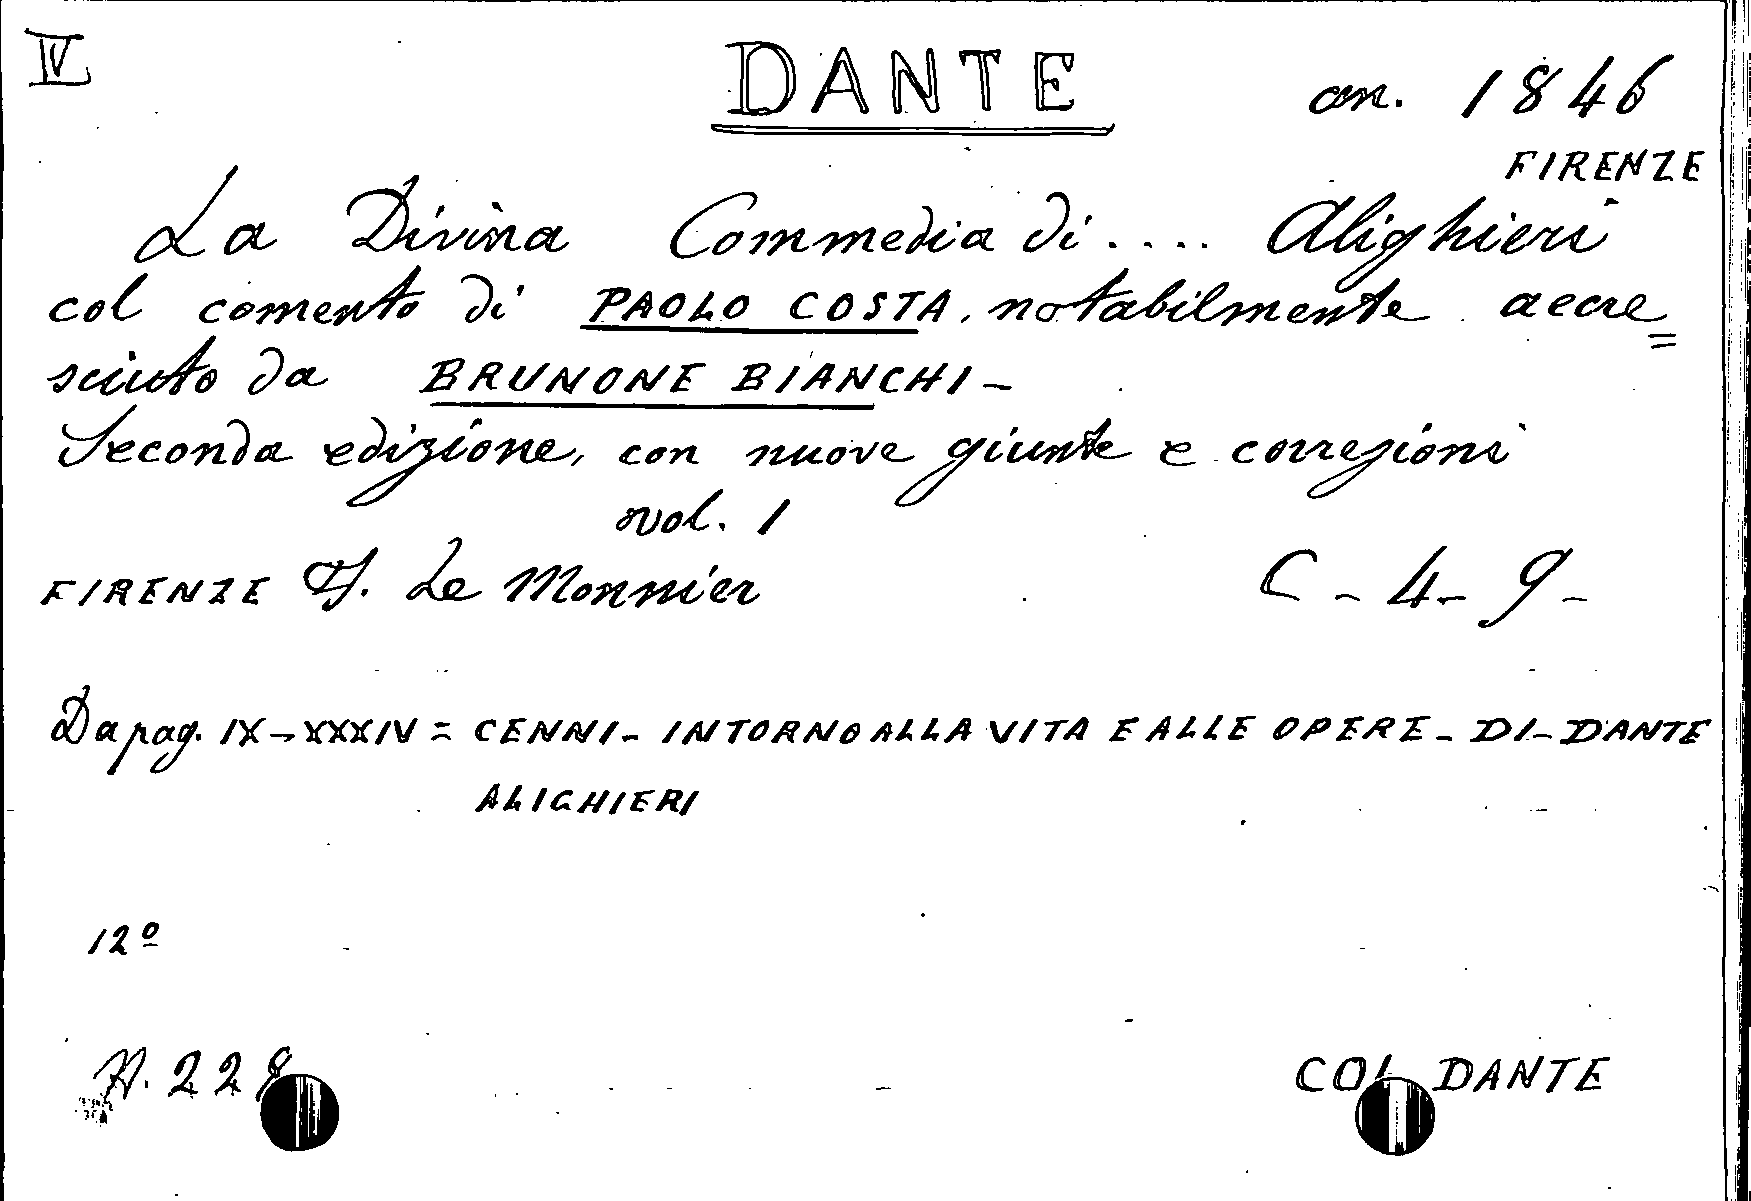 IV
DANTE
an. 1846
FIRENZE
La Divina Commedia di .... Alighieri
col comento di PAOLO COSTA, notabilmente accre=
sciuto da BRUNONE BIANCHI -
Seconda edizione, con nuove giunte e corregioni
vol. 1
FIRENZE F. Le Monnier
C - 4 - 9 -
Da pag. IX - XXXIV = CENNI - INTORNO ALLA VITA E ALLE OPERE - DI - DANTE
ALIGHIERI
12º
N. 228
COL DANTE